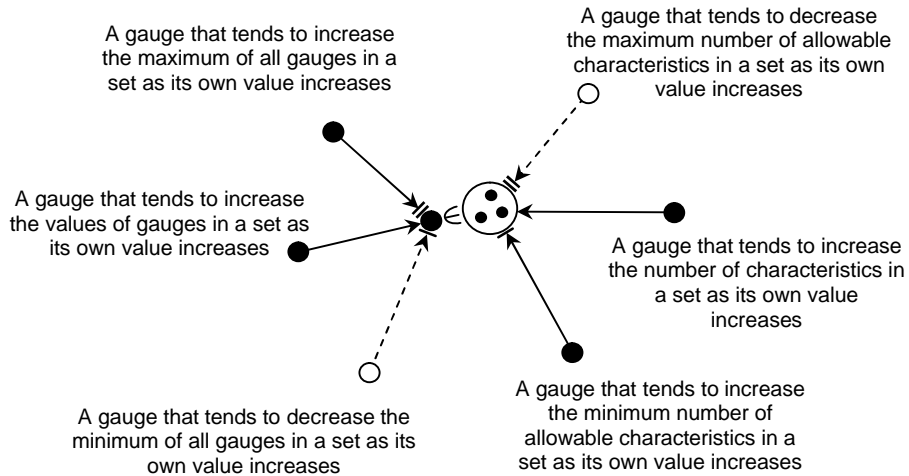 A gauge that tends to increase
the maximum of all gauges in a
set as its own value increases
A gauge that tends to decrease
the maximum number of allowable
characteristics in a set as its own
value increases
A gauge that tends to increase
the values of gauges in a set as
its own value increases
A gauge that tends to increase
the number of characteristics in
a set as its own value
increases
A gauge that tends to decrease the
minimum of all gauges in a set as its
own value increases
A gauge that tends to increase
the minimum number of
allowable characteristics in a
set as its own value increases